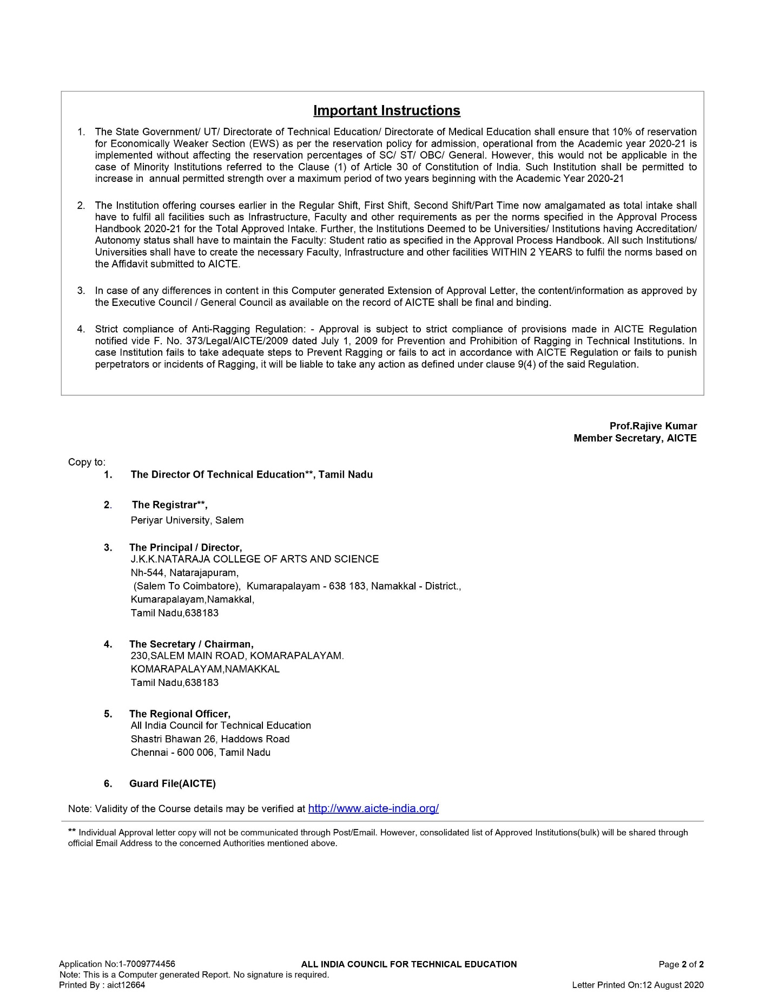 Important Instructions
1. The State Government/ UT/ Directorate of Technical Education/ Directorate of Medical Education shall ensure that 10% of reservation
for Economically Weaker Section (EWS) as per the reservation policy for admission, operational from the Academic year 2020-21 is
implemented without affecting the reservation percentages of SC/ ST/ OBC/ General. However, this would not be applicable in the
case of Minority Institutions referred to the Clause (1) of Article 30 of Constitution of India. Such Institution shall be permitted to
increase in annual permitted strength over a maximum period of two years beginning with the Academic Year 2020-21
2. The Institution offering courses earlier in the Regular Shift, First Shift, Second Shift/Part Time now amalgamated as total intake shall
have to fulfil all facilities such as Infrastructure, Faculty and other requirements as per the norms specified in the Approval Process
Handbook 2020-21 for the Total Approved Intake. Further, the Institutions Deemed to be Universities/ Institutions having Accreditation/
Autonomy status shall have to maintain the Faculty: Student ratio as specified in the Approval Process Handbook. All such Institutions/
Universities shall have to create the necessary Faculty, Infrastructure and other facilities WITHIN 2 YEARS to fulfil the norms based on
the Affidavit submitted to AICTE.
3. In case of any differences in content in this Computer generated Extension of Approval Letter, the content/information as approved by
the Executive Council / General Council as available on the record of AICTE shall be final and binding.
4. Strict compliance of Anti-Ragging Regulation: - Approval is subject to strict compliance of provisions made in AICTE Regulation
notified vide F. No. 373/Legal/AICTE/2009 dated July 1, 2009 for Prevention and Prohibition of Ragging in Technical Institutions. In
case Institution fails to take adequate steps to Prevent Ragging or fails to act in accordance with AICTE Regulation or fails to punish
perpetrators or incidents of Ragging, it will be liable to take any action as defined under clause 9(4) of the said Regulation.
Prof.Rajive Kumar
Member Secretary, AICTE
Copy to:
1. The Director Of Technical Education**, Tamil Nadu
2. The Registrar**,
Periyar University, Salem
3. The Principal / Director,
J.K.K.NATARAJA COLLEGE OF ARTS AND SCIENCE
Nh-544, Natarajapuram,
(Salem To Coimbatore), Kumarapalayam - 638 183, Namakkal - District.,
Kumarapalayam,Namakkal,
Tamil Nadu,638183
4. The Secretary / Chairman,
230,SALEM MAIN ROAD, KOMARAPALAYAM.
KOMARAPALAYAM,NAMAKKAL
Tamil Nadu,638183
5. The Regional Officer,
All India Council for Technical Education
Shastri Bhawan 26, Haddows Road
Chennai - 600 006, Tamil Nadu
6. Guard File(AICTE)
Note: Validity of the Course details may be verified at http://www.aicte-india.org/
** Individual Approval letter copy will not be communicated through Post/Email. However, consolidated list of Approved Institutions(bulk) will be shared through
official Email Address to the concerned Authorities mentioned above.
Application No:1-7009774456 ALL INDIA COUNCIL FOR TECHNICAL EDUCATION Page 2 of 2
Note: This is a Computer generated Report. No signature is required.
Printed By : aict12664 Letter Printed On:12 August 2020